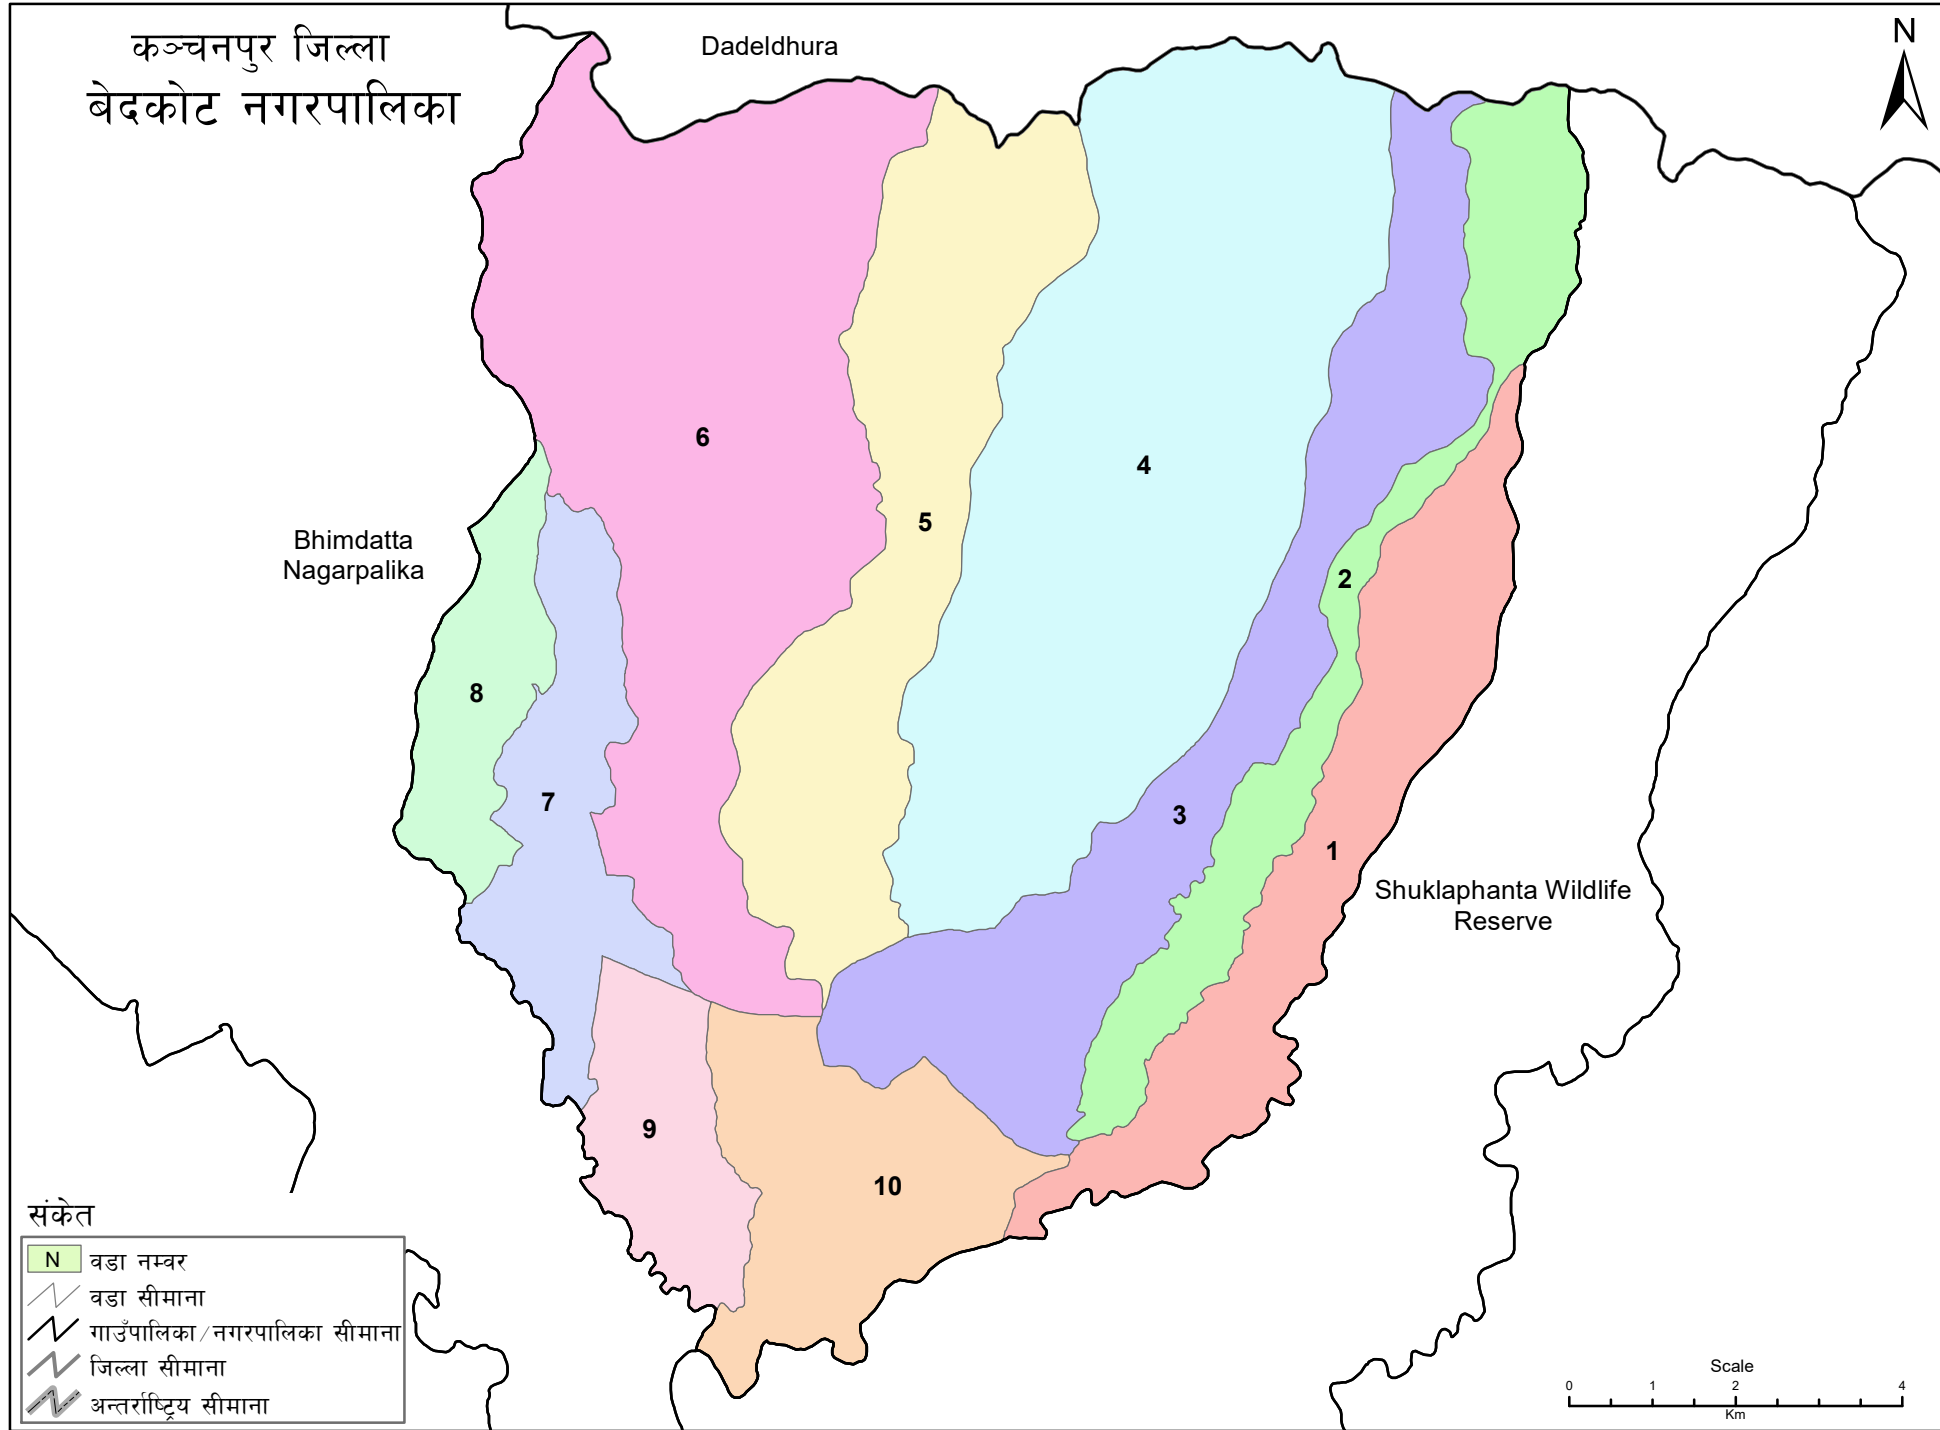 कञ्चनपुर जिल्ला
बेदकोट नगरपालिका
Dadeldhura
N
6
4
5
Bhimdatta
Nagarpalika
2
8
7
3
1
Shuklaphanta Wildlife
Reserve
9
10
संकेत
N वडा नम्वर
वडा सीमाना
गाउँपालिका/नगरपालिका सीमाना
जिल्ला सीमाना
अन्तर्राष्ट्रिय सीमाना
Scale
0 1 2 4
Km